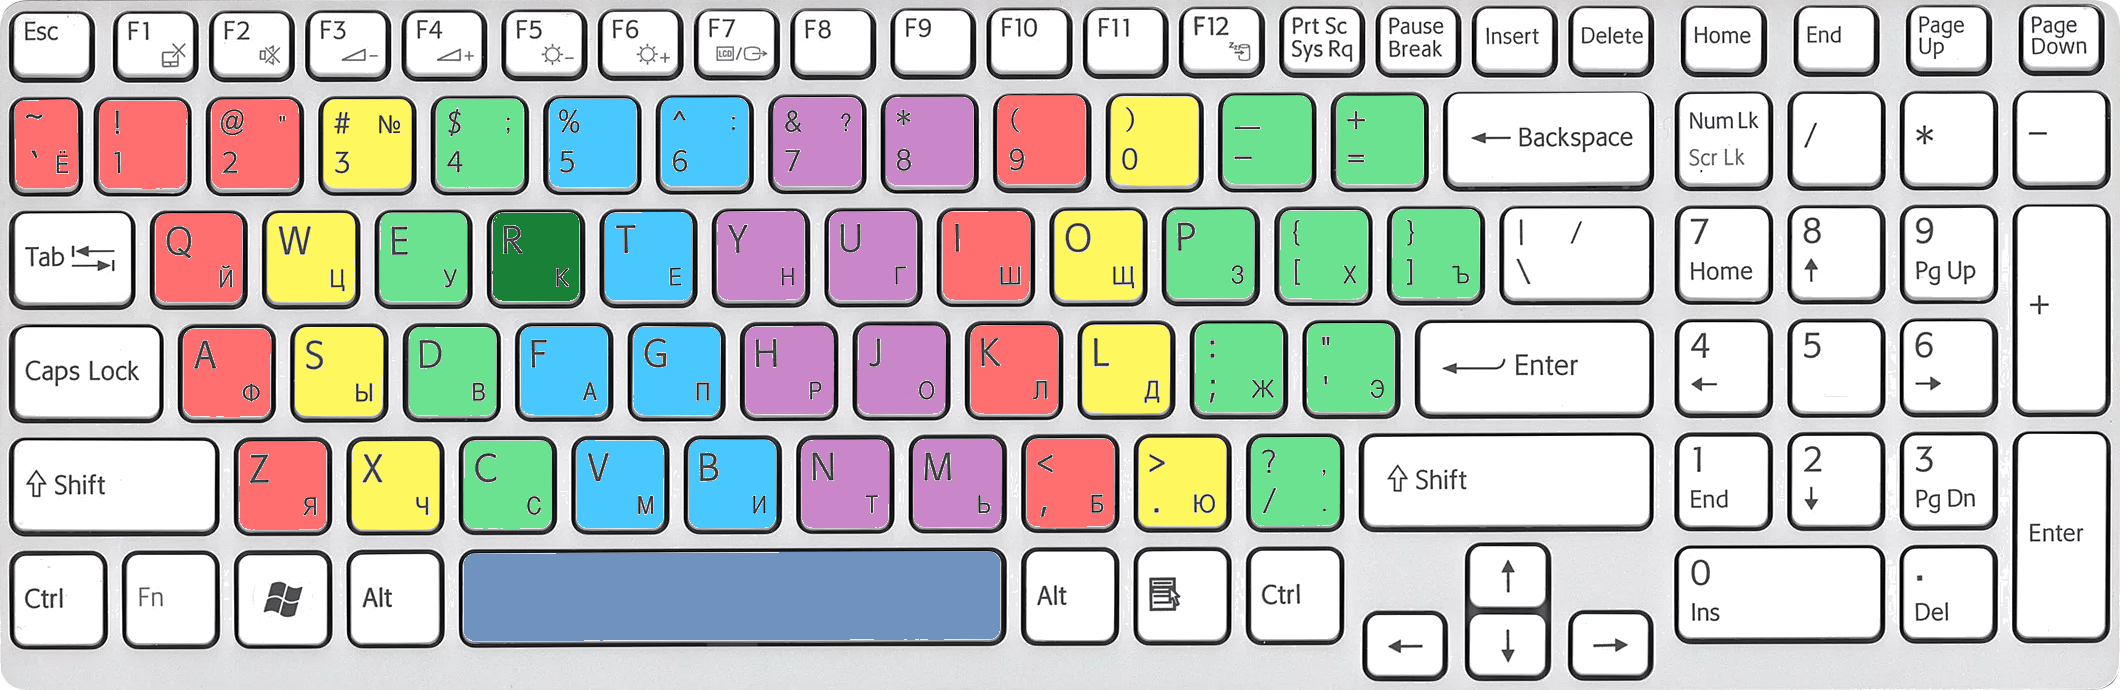 Esc F1 F2 F3 F4 F5 F6 F7 F8 F9 F10 F11 F12 Prt Sc Pause Insert Delete Home End Page Page
Sys Rq Break Up Down
LCD zzz
~ ! @ " # № $ ; % ^ : & ? * ( ) — + ← Backspace Num Lk / * −
` Ё 1 2 3 4 5 6 7 8 9 0 – = Scr Lk
Tab Q W E R T Y U I O P { } | / 7 8 9 +
Й Ц У К Е Н Г Ш Щ З [ Х ] Ъ \ Home ↑ Pg Up
Caps Lock A S D F G H J K L : " Enter 4 5 6
Ф Ы В А П Р О Л Д ; Ж ' Э ← →
Shift Z X C V B N M < > ? , Shift 1 2 3 Enter
Я Ч С М И Т Ь , Б . Ю / . End ↓ Pg Dn
Ctrl Fn Alt Alt Ctrl ↑ 0 .
← ↓ → Ins Del